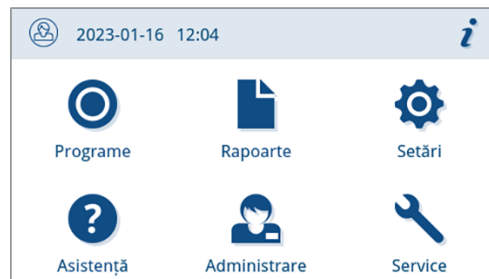 2023-01-16 12:04 i
Programe Rapoarte Setări
? 
Asistență Administrare Service